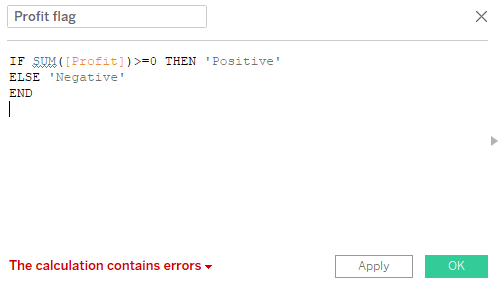 Profit flag
IF SUM([Profit])>=0 THEN 'Positive'
ELSE 'Negative'
END
The calculation contains errors
Apply
OK